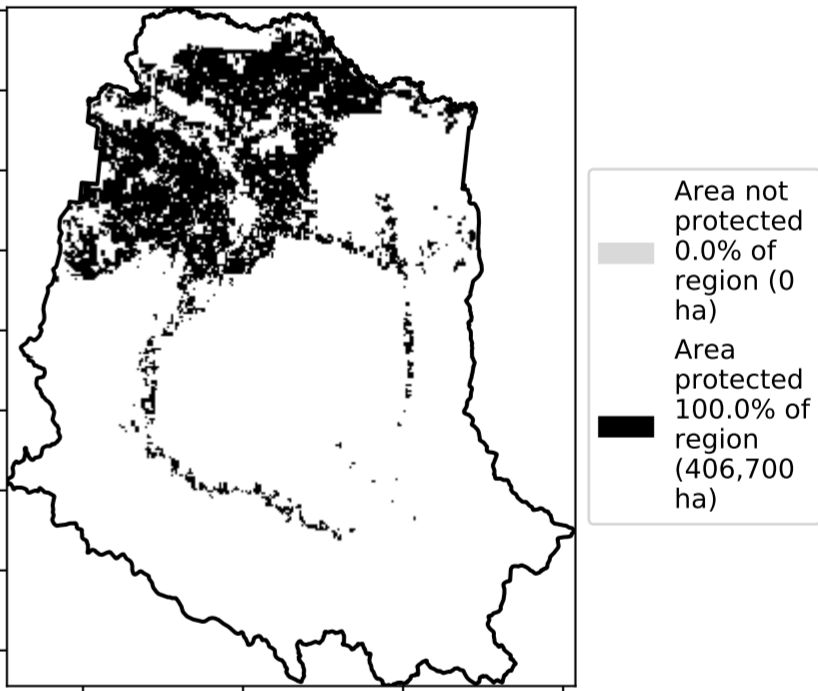 Area not
protected
0.0% of
region (0
ha)
Area
protected
100.0% of
region
(406,700
ha)